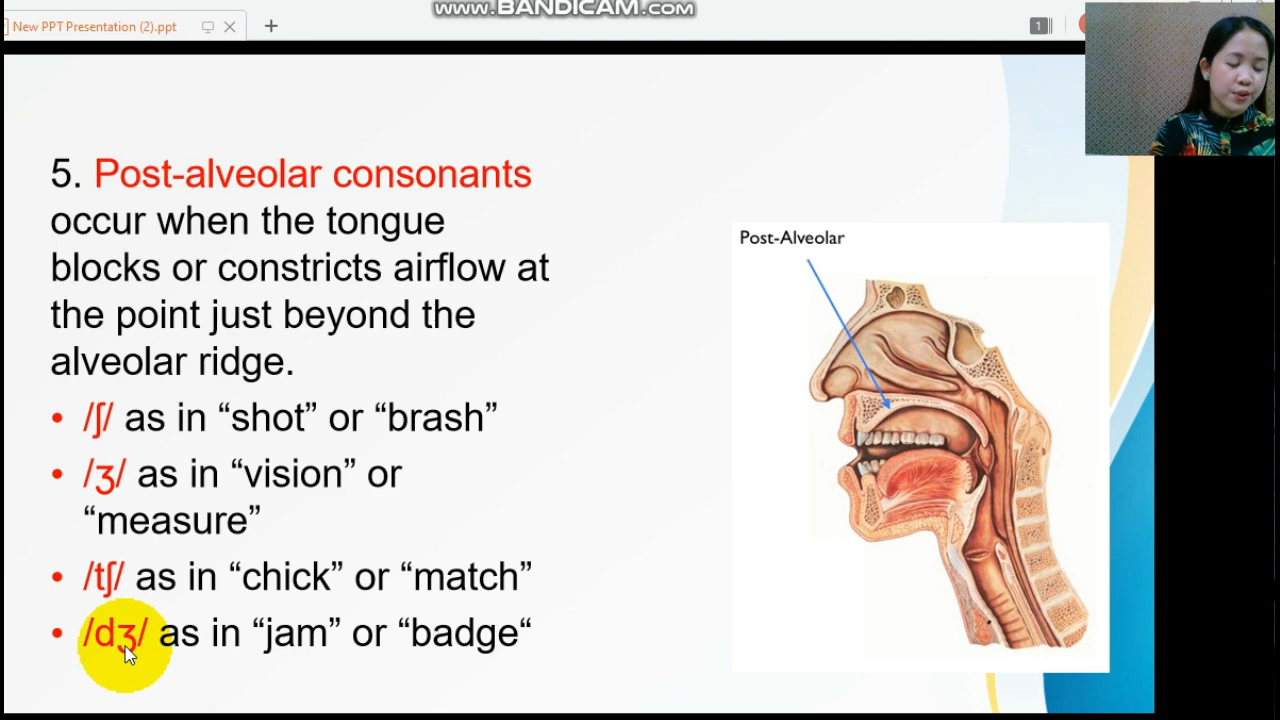 www.BANDICAM.com
New PPT Presentation (2).ppt
1
5. Post-alveolar consonants
occur when the tongue
blocks or constricts airflow at
the point just beyond the
alveolar ridge.
• /ʃ/ as in “shot” or “brash”
• /ʒ/ as in “vision” or
“measure”
• /tʃ/ as in “chick” or “match”
• /dʒ/ as in “jam” or “badge“
Post-Alveolar